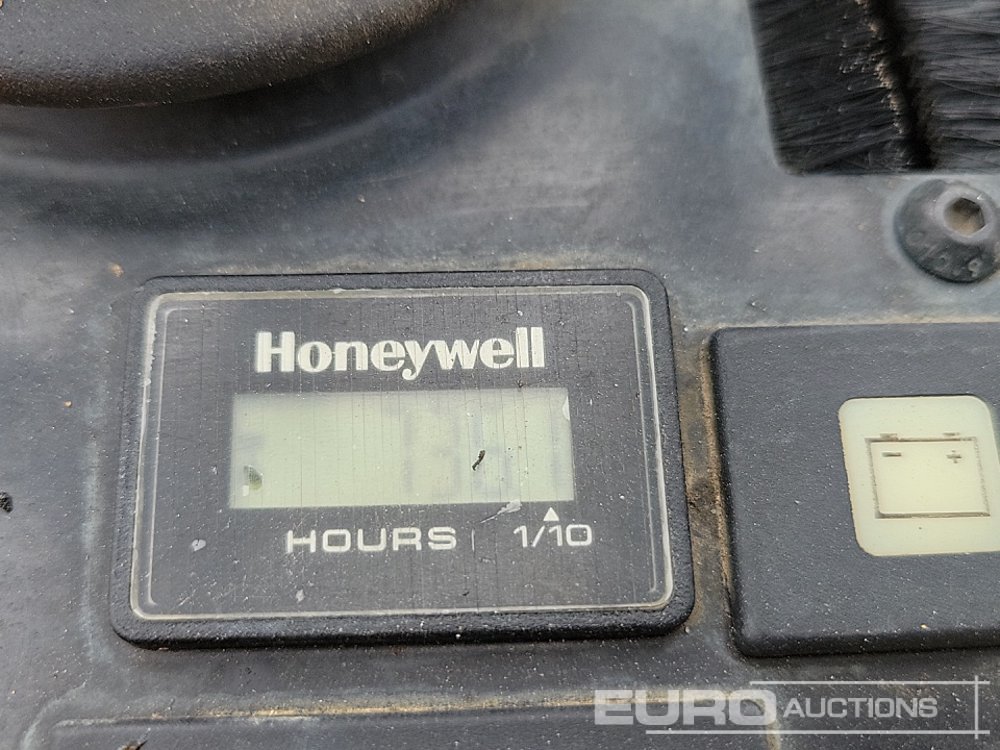 Honeywell
HOURS 1/10
- +
EURO AUCTIONS